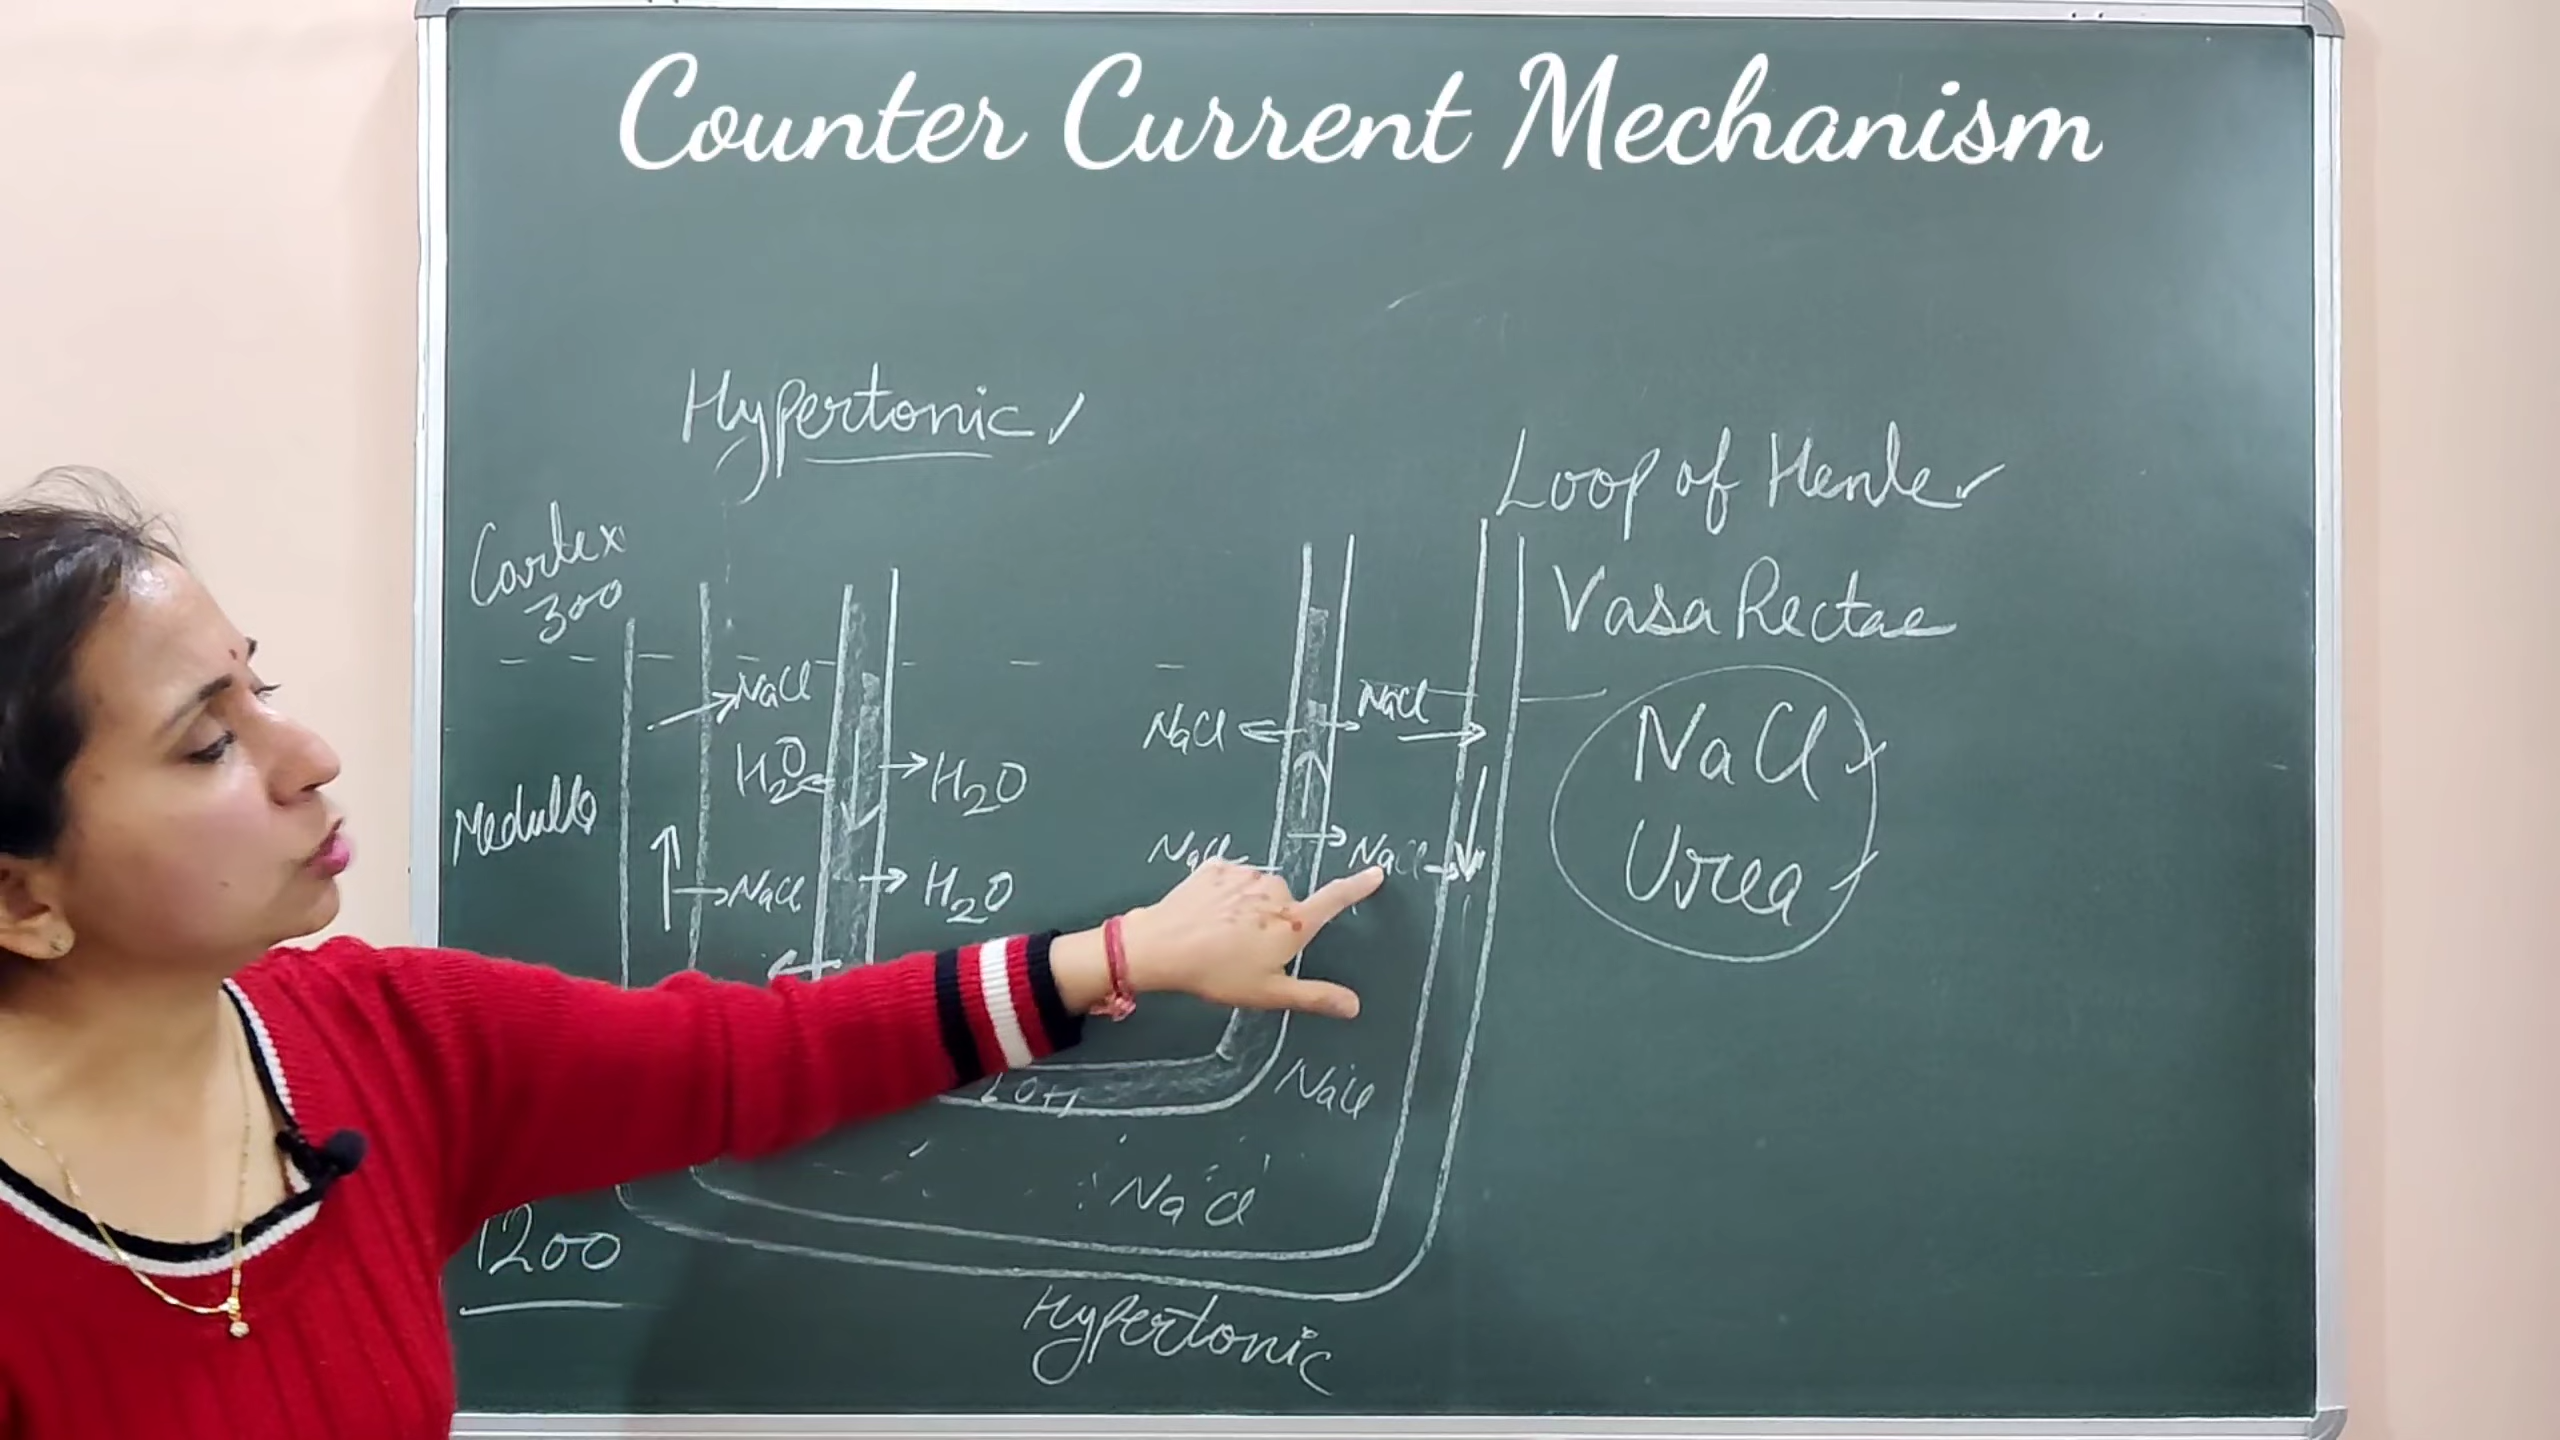 Counter Current Mechanism
Hypertonic
Loop of Henle
Vasa Rectae
Cortex
300
NaCl
H2O
H2O
NaCl
NaCl
NaCl
Urea
Medulla
NaCl
H2O
NaCl
NaCl
LOH
NaCl
NaCl
1200
Hypertonic